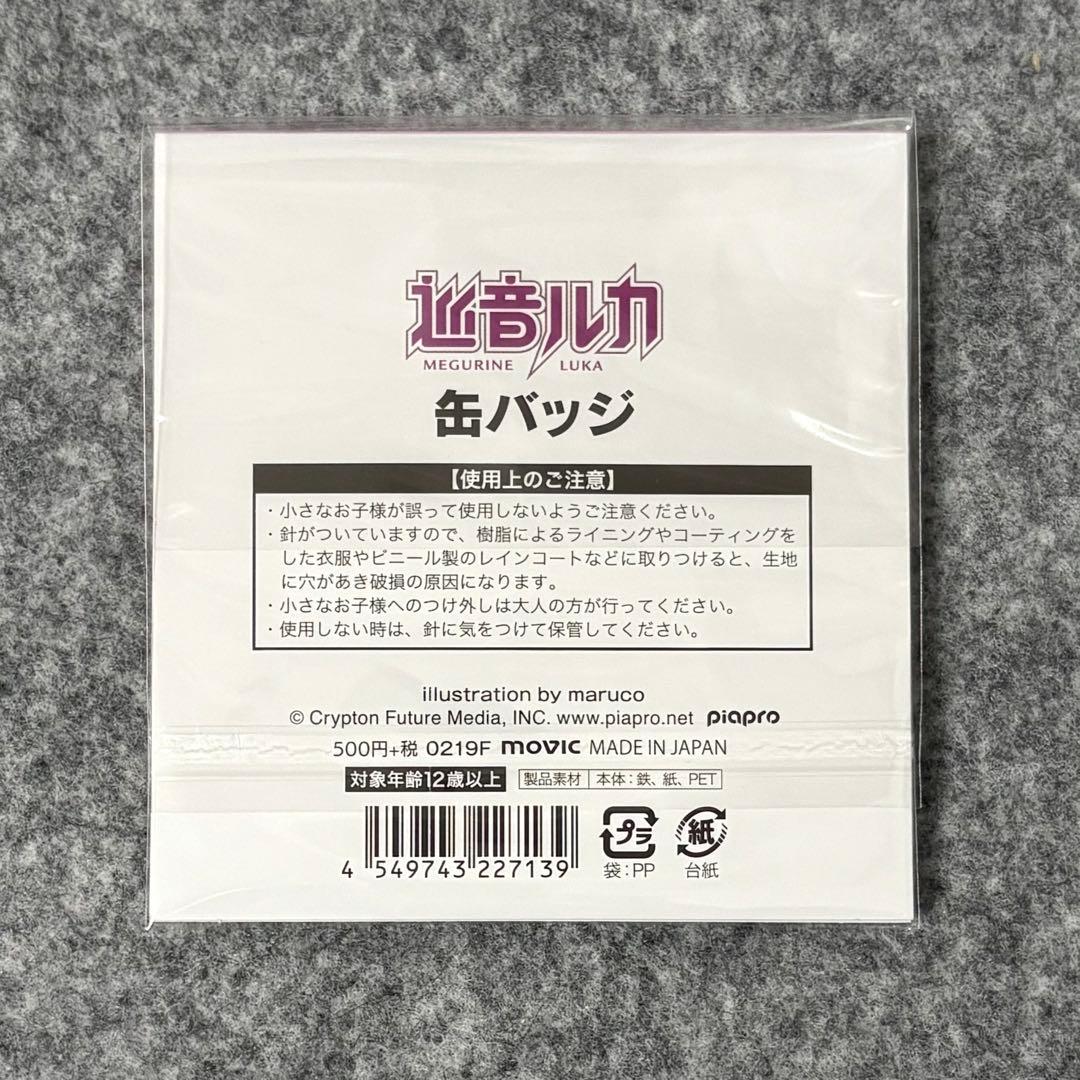 巡音ルカ
MEGURINE LUKA
缶バッジ
【使用上のご注意】
・小さなお子様が誤って使用しないようご注意ください。
・針がついていますので、樹脂によるライニングやコーティングを
した衣服やビニール製のレインコートなどに取りつけると、生地
に穴があき破損の原因になります。
・小さなお子様へのつけ外しは大人の方が行ってください。
・使用しない時は、針に気をつけて保管してください。
illustration by maruco
© Crypton Future Media, INC. www.piapro.net piapro
500円+税 0219F movic MADE IN JAPAN
対象年齢12歳以上 製品素材 本体：鉄、紙、PET
4 549743 227139
プラ 紙
袋：PP 台紙